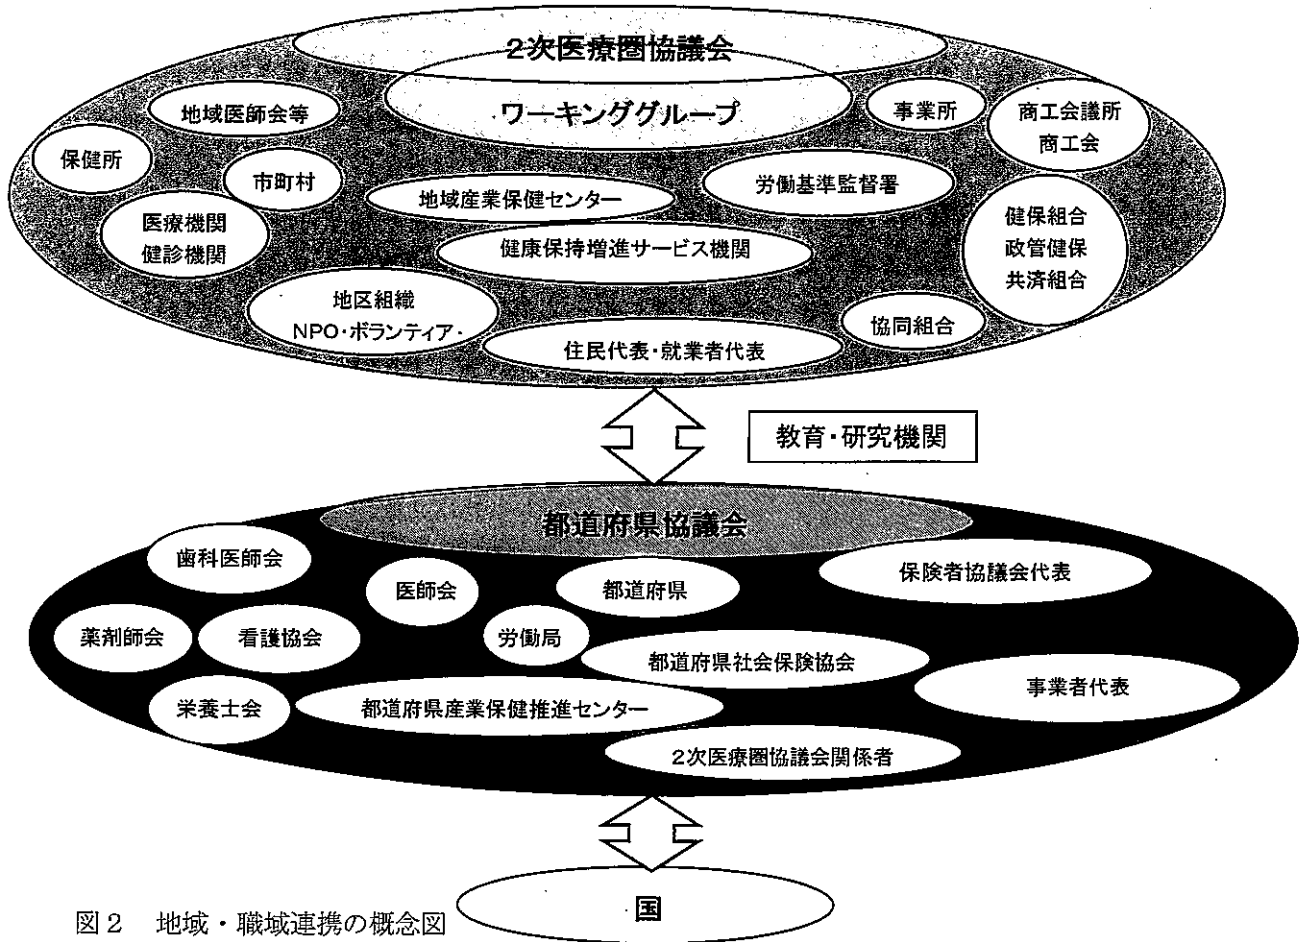 2次医療圏協議会
ワーキンググループ
地域医師会等
事業所
商工会議所
商工会
保健所
市町村
地域産業保健センター
労働基準監督署
医療機関
健診機関
健康保持増進サービス機関
健保組合
政管健保
共済組合
地区組織
NPO・ボランティア・
協同組合
住民代表・就業者代表
教育・研究機関
都道府県協議会
歯科医師会
医師会
都道府県
保険者協議会代表
薬剤師会
看護協会
労働局
都道府県社会保険協会
事業者代表
栄養士会
都道府県産業保健推進センター
2次医療圏協議会関係者
国
図2 地域・職域連携の概念図